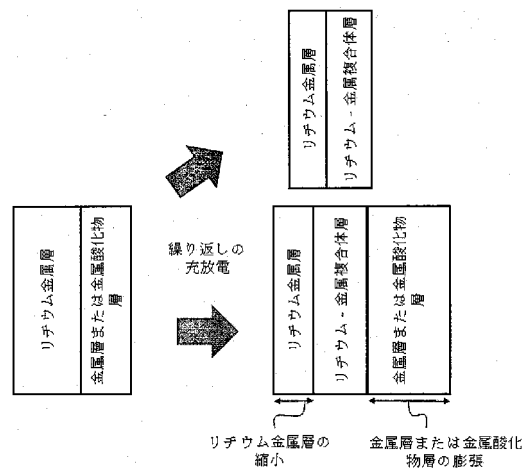 リチウム金属層
リチウム‐金属複合体層
リチウム金属層
金属層または金属酸化物
層
繰り返しの
充放電
リチウム金属層
リチウム‐金属複合体層
金属層または金属酸化物
層
リチウム金属層の
縮小
金属層または金属酸化
物層の膨張